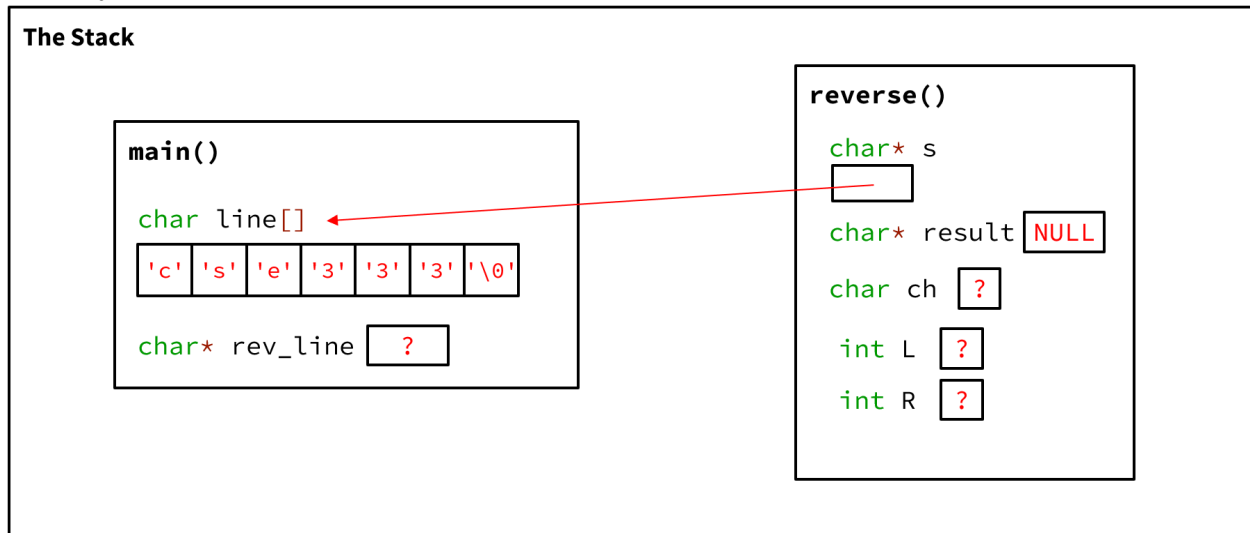 The Stack
main()
char line[]
'c' 's' 'e' '3' '3' '3' '\0'
char* rev_line ?
reverse()
char* s
char* result NULL
char ch ?
int L ?
int R ?